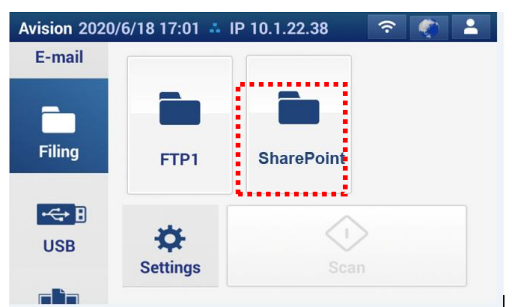 Avision 2020/6/18 17:01 IP 10.1.22.38
E-mail
Filing
FTP1
SharePoint
USB
Settings
Scan